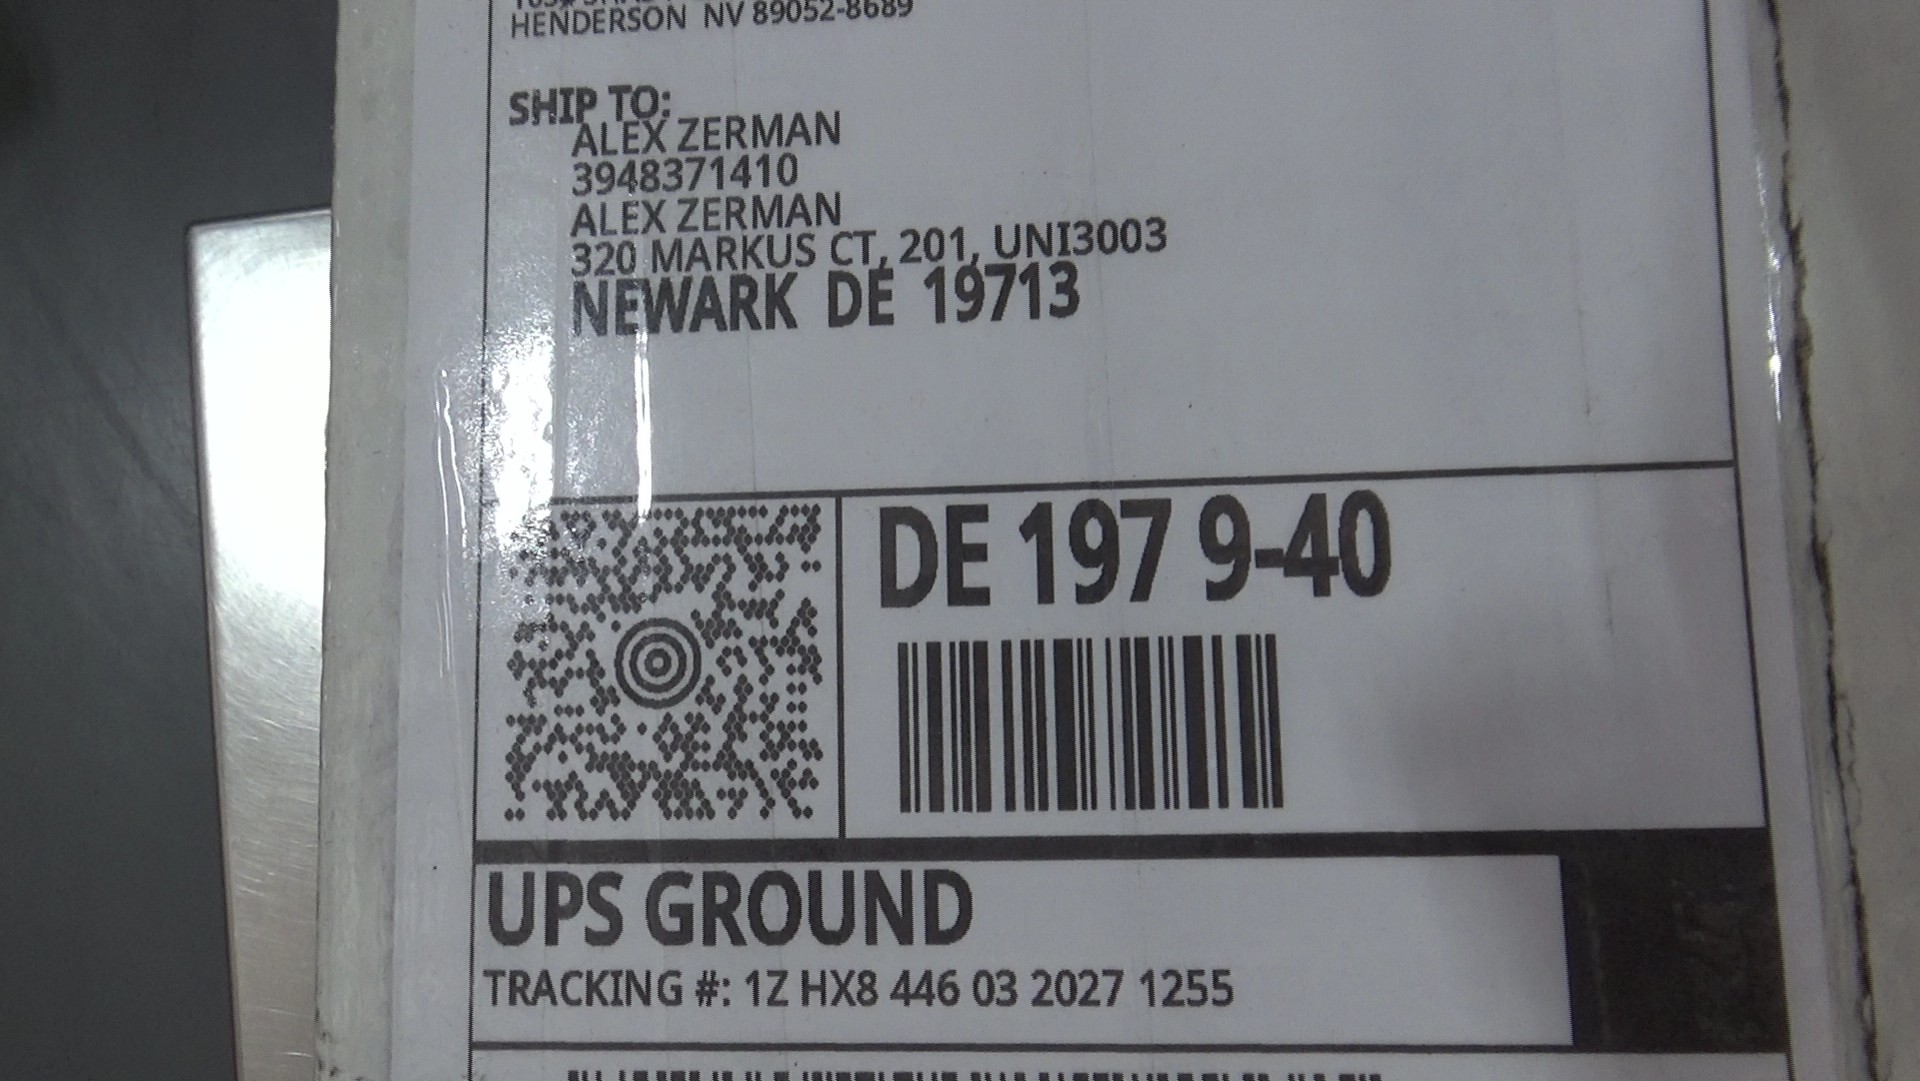 HENDERSON NV 89052-8689
SHIP TO:
ALEX ZERMAN
3948371410
ALEX ZERMAN
320 MARKUS CT, 201, UNI3003
NEWARK DE 19713
DE 197 9-40
UPS GROUND
TRACKING #: 1Z HX8 446 03 2027 1255